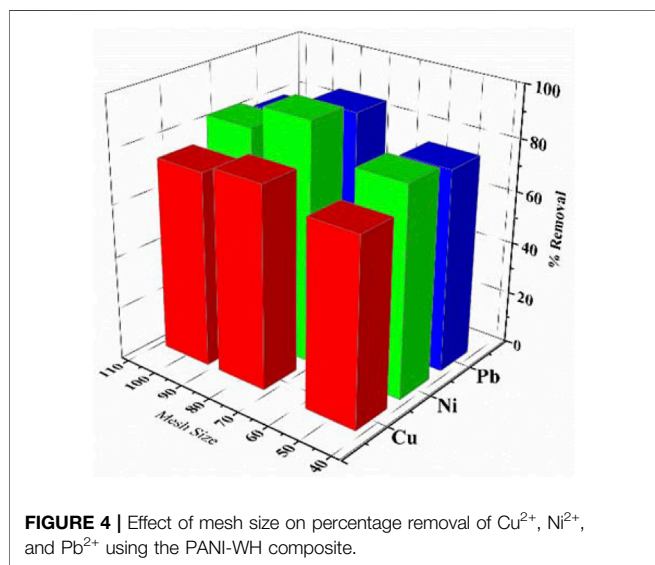 100
80
60
40
20
0
% Removal
110
100
90
80
70
60
50
40
Mesh Size
Cu
Ni
Pb
FIGURE 4 | Effect of mesh size on percentage removal of Cu²⁺, Ni²⁺,
and Pb²⁺ using the PANI-WH composite.